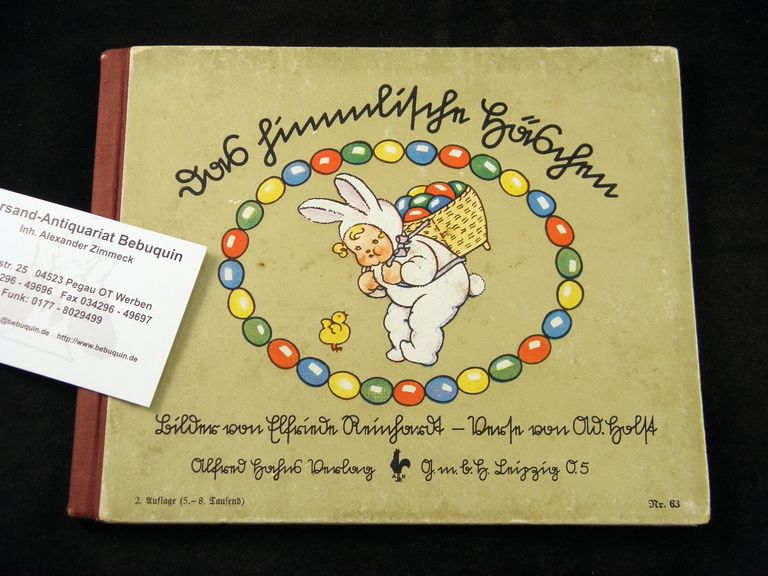 Das himmlische Häschen
Bilder von Elfriede Reinhardt – Verse von Ad. Holst
Alfred Hahns Verlag G. m. b. H. Leipzig O. 5
2. Auflage (5.–8. Tausend)
Nr. 63
rsand-Antiquariat Bebuquin
Inh. Alexander Zimmeck
str. 25 04523 Pegau OT Werben
296 - 49696 Fax 034296 - 49697
Funk: 0177 - 8029499
@bebuquin.de http://www.bebuquin.de